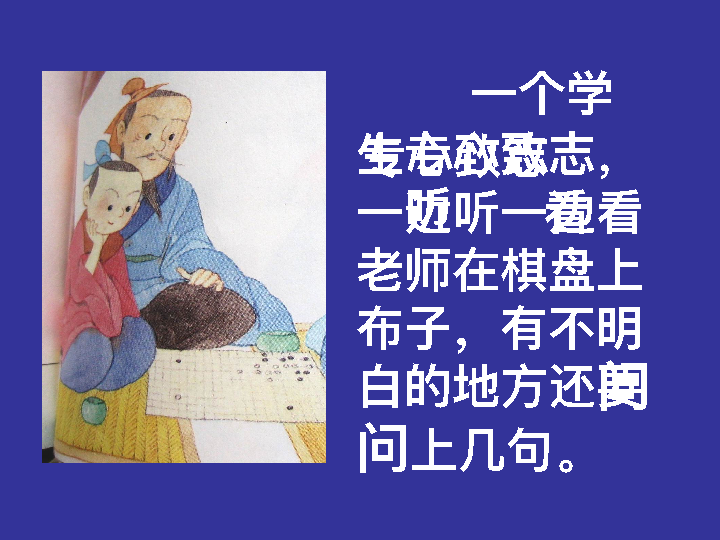 一个学
生专心致志，
一边听一边看
老师在棋盘上
布子，有不明
白的地方还要
问上几句。